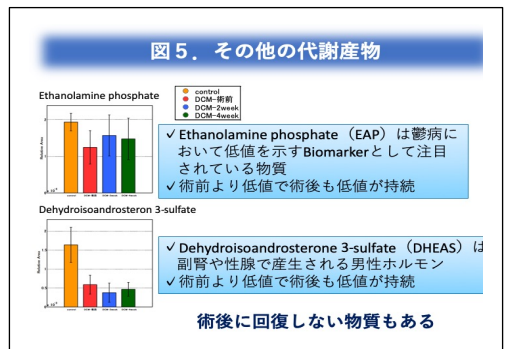 図５．その他の代謝産物
Ethanolamine phosphate
control
DCM-術前
DCM-2week
DCM-4week
✓ Ethanolamine phosphate（EAP）は鬱病に
おいて低値を示すBiomarkerとして注目
されている物質
✓ 術前より低値で術後も低値が持続
Dehydroisoandrosteron 3-sulfate
✓ Dehydroisoandrosterone 3-sulfate（DHEAS）は
副腎や性腺で産生される男性ホルモン
✓ 術前より低値で術後も低値が持続
術後に回復しない物質もある